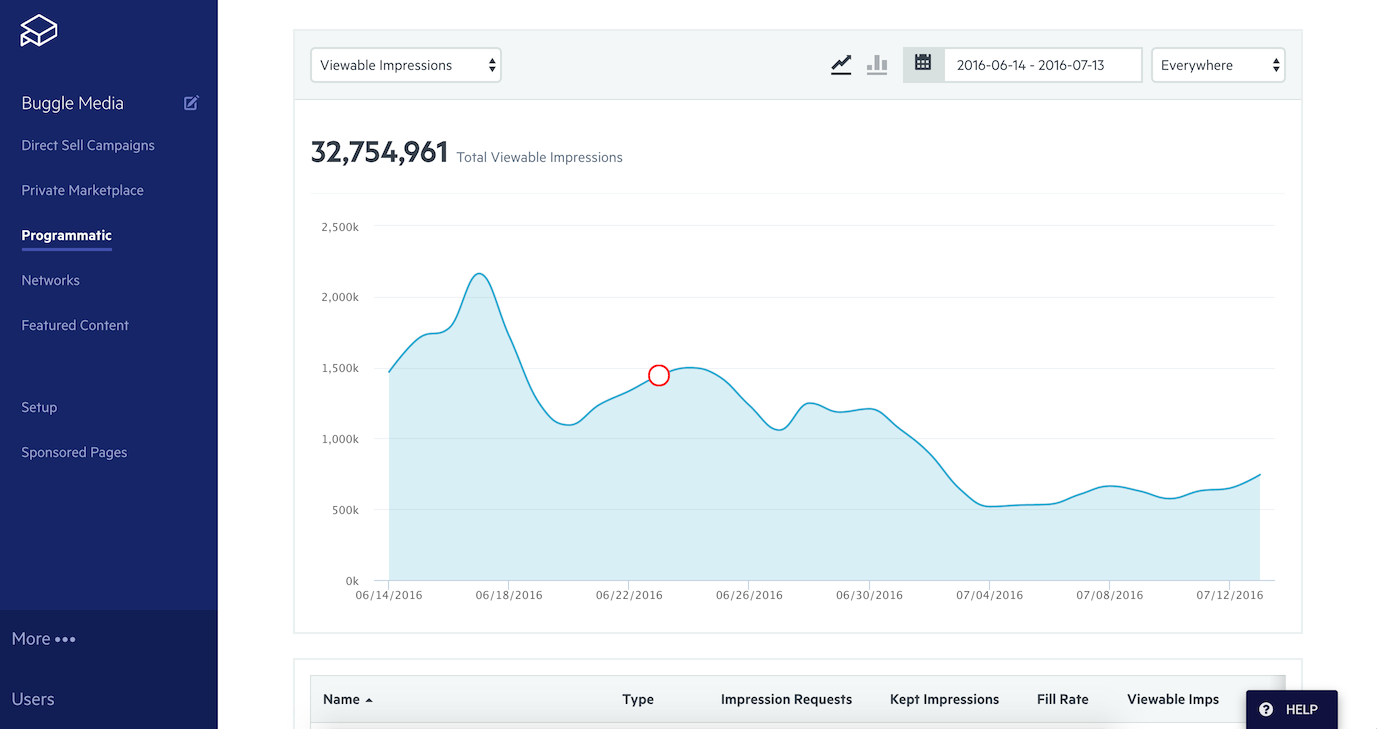 Buggle Media
Direct Sell Campaigns
Private Marketplace
Programmatic
Networks
Featured Content
Setup
Sponsored Pages
More •••
Users
Viewable Impressions
2016-06-14 - 2016-07-13
Everywhere
32,754,961 Total Viewable Impressions
2,500k
2,000k
1,500k
1,000k
500k
0k
06/14/2016 06/18/2016 06/22/2016 06/26/2016 06/30/2016 07/04/2016 07/08/2016 07/12/2016
Name Type Impression Requests Kept Impressions Fill Rate Viewable Imps
? HELP